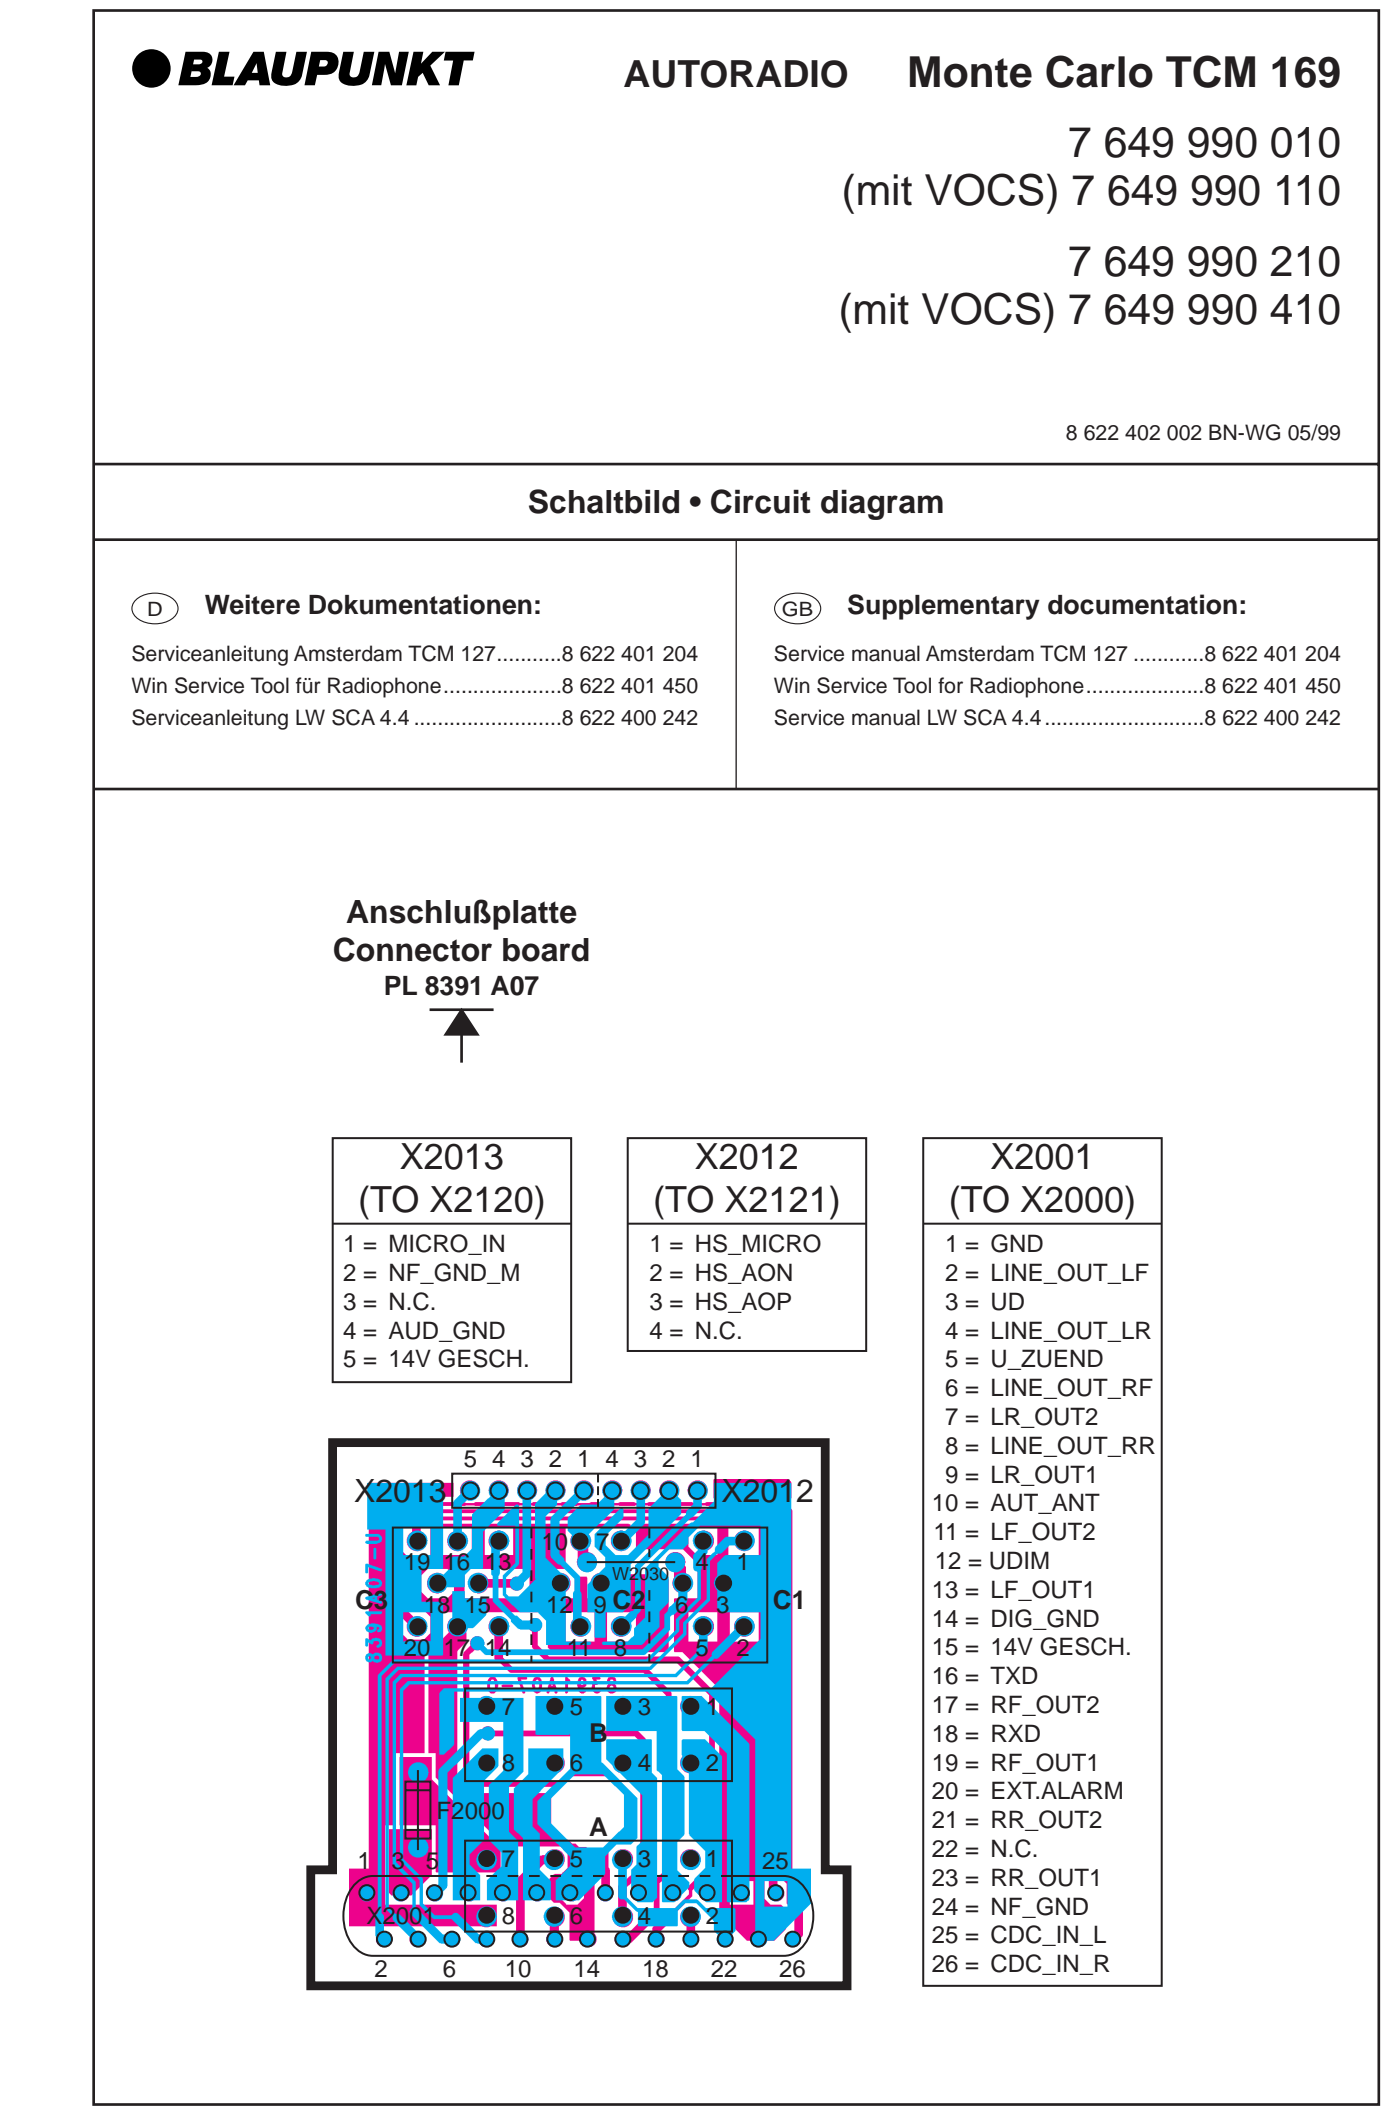 BLAUPUNKT AUTORADIO Monte Carlo TCM 169
7 649 990 010
(mit VOCS) 7 649 990 110
7 649 990 210
(mit VOCS) 7 649 990 410
8 622 402 002 BN-WG 05/99
Schaltbild • Circuit diagram
D Weitere Dokumentationen:
Serviceanleitung Amsterdam TCM 127...........8 622 401 204
Win Service Tool für Radiophone....................8 622 401 450
Serviceanleitung LW SCA 4.4.........................8 622 400 242
GB Supplementary documentation:
Service manual Amsterdam TCM 127 ............8 622 401 204
Win Service Tool for Radiophone....................8 622 401 450
Service manual LW SCA 4.4...........................8 622 400 242
Anschlußplatte
Connector board
PL 8391 A07
X2013
(TO X2120)
1 = MICRO_IN
2 = NF_GND_M
3 = N.C.
4 = AUD_GND
5 = 14V GESCH.
X2012
(TO X2121)
1 = HS_MICRO
2 = HS_AON
3 = HS_AOP
4 = N.C.
X2001
(TO X2000)
1 = GND
2 = LINE_OUT_LF
3 = UD
4 = LINE_OUT_LR
5 = U_ZUEND
6 = LINE_OUT_RF
7 = LR_OUT2
8 = LINE_OUT_RR
9 = LR_OUT1
10 = AUT_ANT
11 = LF_OUT2
12 = UDIM
13 = LF_OUT1
14 = DIG_GND
15 = 14V GESCH.
16 = TXD
17 = RF_OUT2
18 = RXD
19 = RF_OUT1
20 = EXT.ALARM
21 = RR_OUT2
22 = N.C.
23 = RR_OUT1
24 = NF_GND
25 = CDC_IN_L
26 = CDC_IN_R
5 4 3 2 1 4 3 2 1
X2013 X2012
10 7
19 16 13 4 1
W2030
C3 18 15 12 9 C2 6 3 C1
20 17 14 11 8 5 2
7 5 3 1
B
8 6 4 2
F2000
A
1 3 5 7 5 3 1 25
X2001 8 6 4 2
2 6 10 14 18 22 26